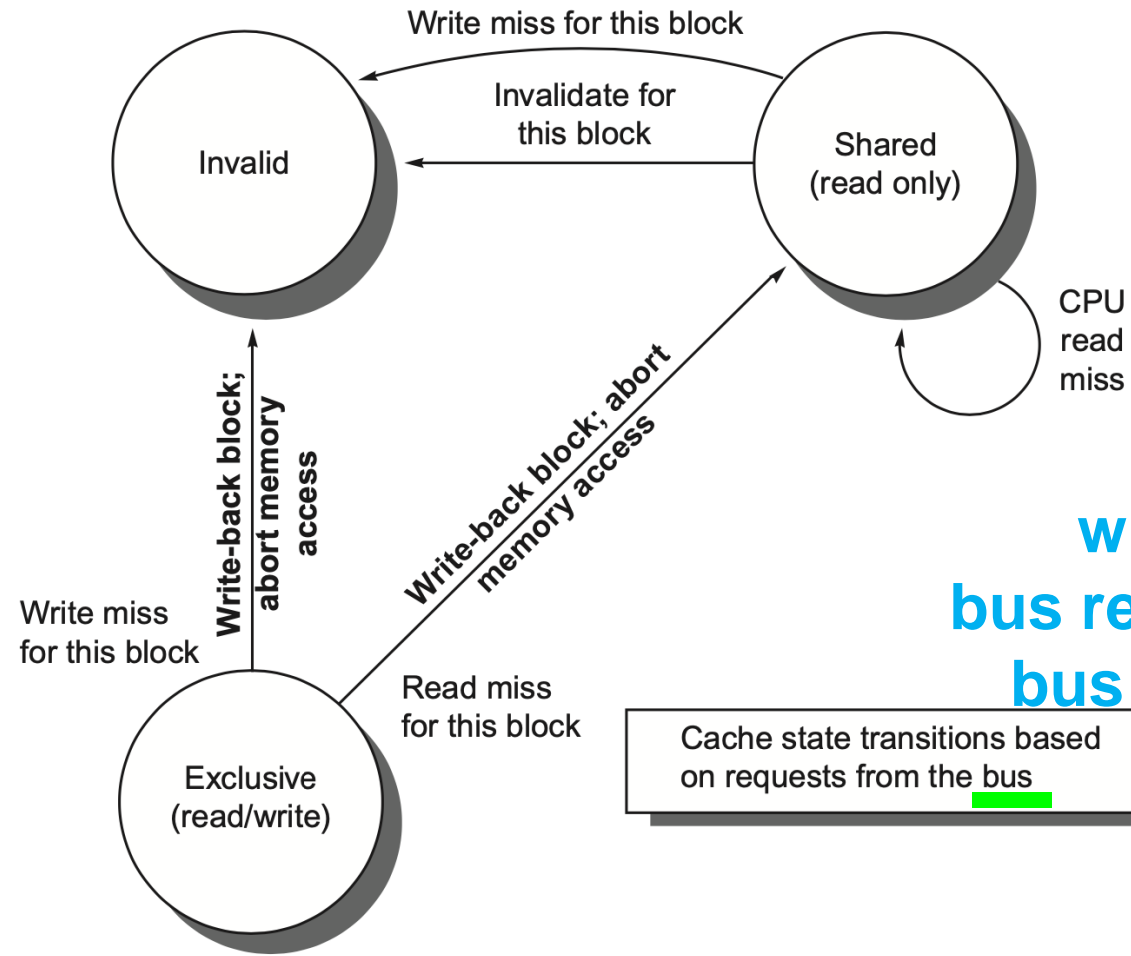 Write miss for this block
Invalidate for
this block
Invalid
Shared
(read only)
CPU
read
miss
Write-back block;
abort memory
access
Write-back block; abort
memory access
Write miss
for this block
Read miss
for this block
Exclusive
(read/write)
bus
Cache state transitions based
on requests from the bus